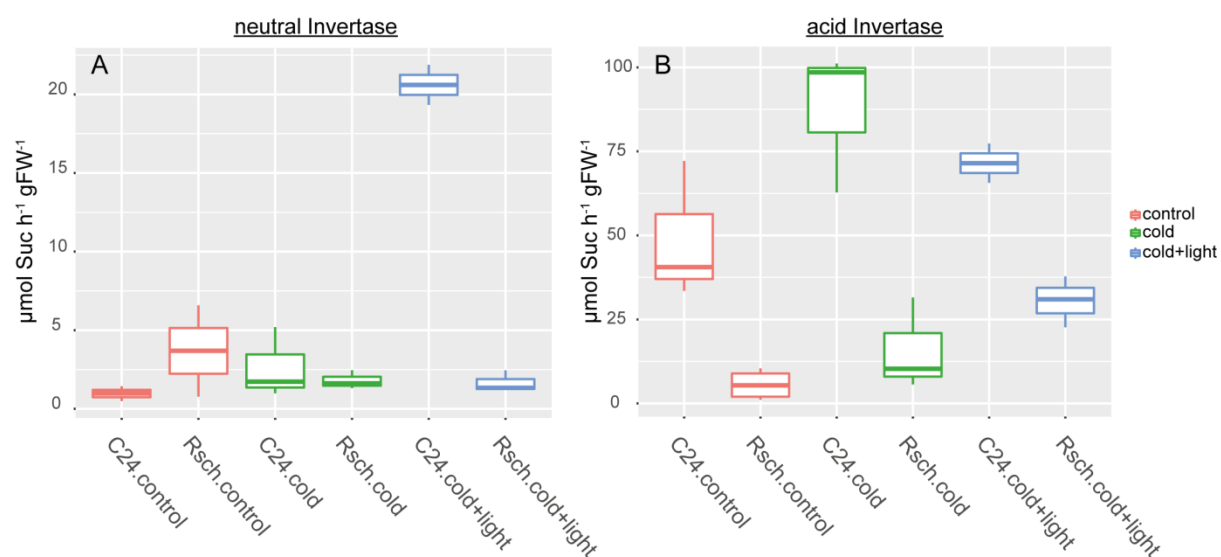 neutral Invertase
A
µmol Suc h⁻¹ gFW⁻¹
20
15
10
5
0
C24.control
Rsch.control
C24.cold
Rsch.cold
C24.cold+light
Rsch.cold+light
acid Invertase
B
µmol Suc h⁻¹ gFW⁻¹
100
75
50
25
0
C24.control
Rsch.control
C24.cold
Rsch.cold
C24.cold+light
Rsch.cold+light
control
cold
cold+light